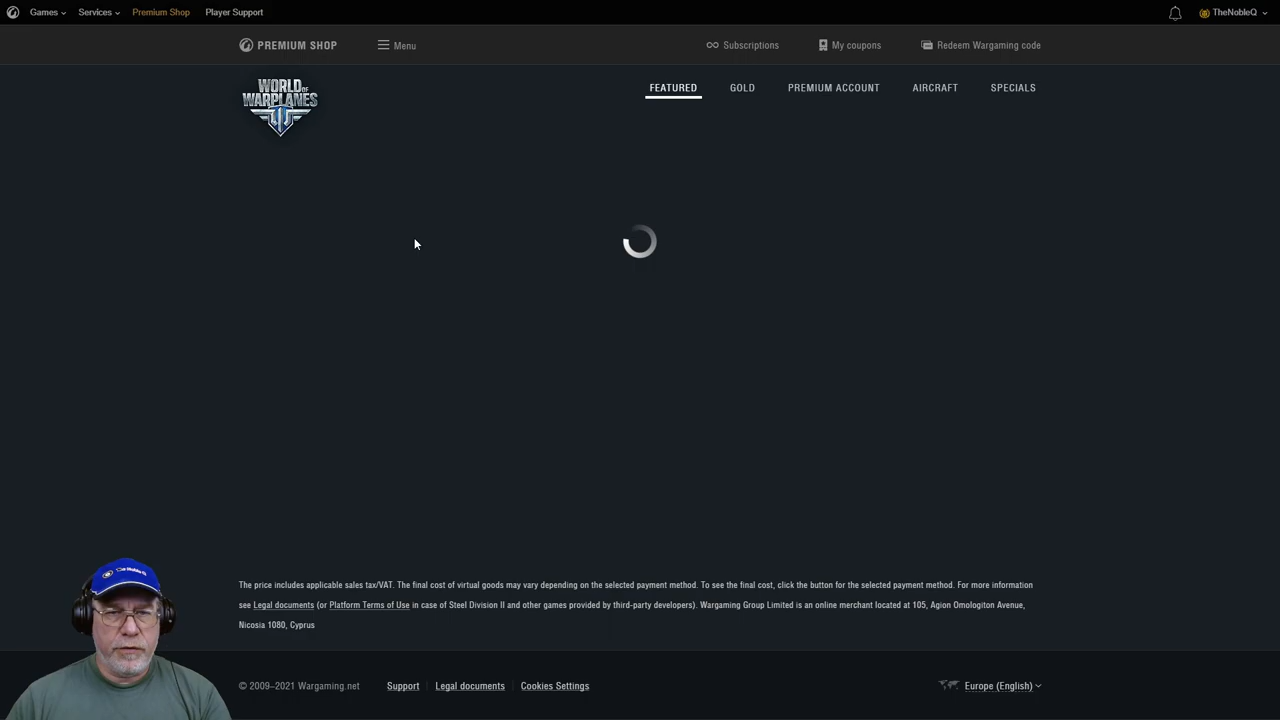 Games Services Premium Shop Player Support TheNobleQ
PREMIUM SHOP Menu Subscriptions My coupons Redeem Wargaming code
WORLD OF
WARPLANES
FEATURED GOLD PREMIUM ACCOUNT AIRCRAFT SPECIALS
The price includes applicable sales tax/VAT. The final cost of virtual goods may vary depending on the selected payment method. To see the final cost, click the button for the selected payment method. For more information
see Legal documents (or Platform Terms of Use in case of Steel Division II and other games provided by third-party developers). Wargaming Group Limited is an online merchant located at 105, Agion Omologiton Avenue,
Nicosia 1080, Cyprus
© 2009–2021 Wargaming.net Support Legal documents Cookies Settings Europe (English)